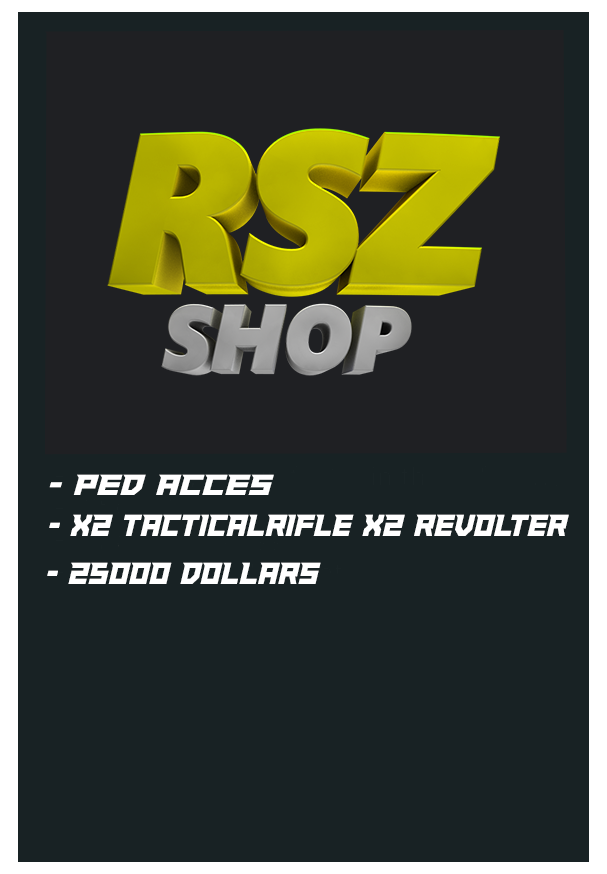 RSZ
SHOP
- PED ACCES
- X2 TACTICALRIFLE X2 REVOLTER
- 25000 DOLLARS